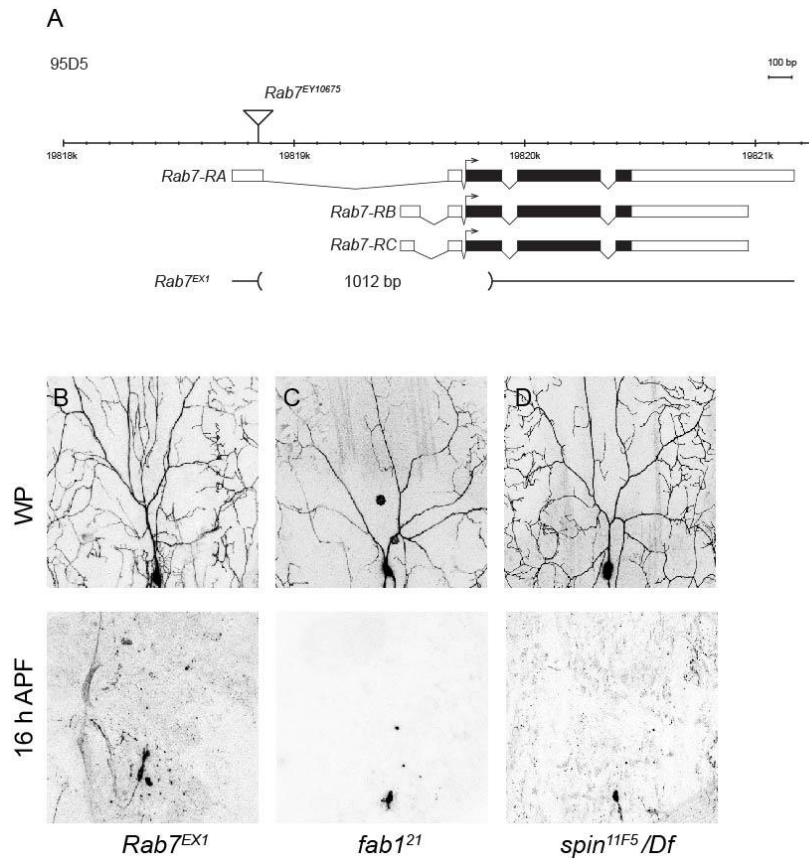 A
95D5
100 bp
Rab7EY10675
19818k 19819k 19820k 19821k
Rab7-RA
Rab7-RB
Rab7-RC
Rab7EX1 1012 bp
B C D
WP
16 h APF
Rab7EX1 fab121 spin11F5/Df